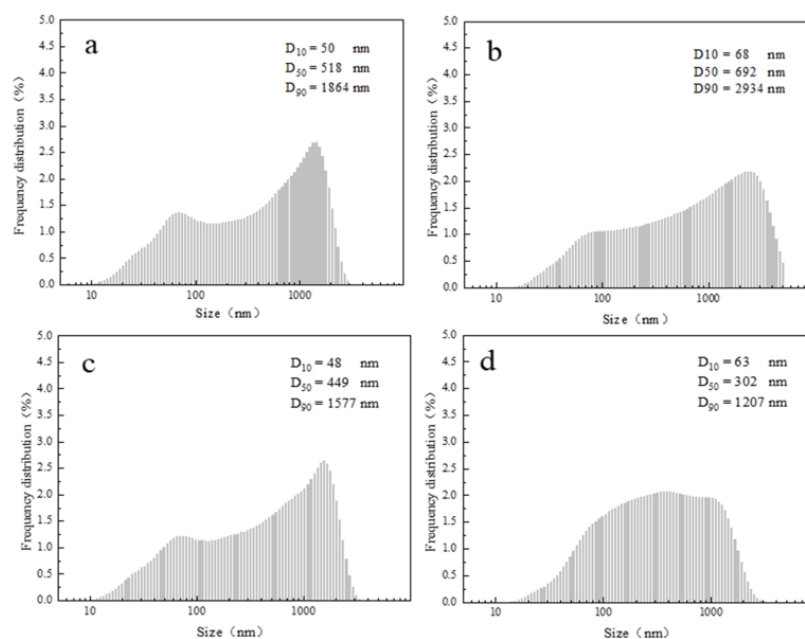 a
D₁₀ = 50 nm
D₅₀ = 518 nm
D₉₀ = 1864 nm
Frequency distribution（%）
5.0
4.5
4.0
3.5
3.0
2.5
2.0
1.5
1.0
0.5
0.0
10 100 1000
Size（nm）
b
D10 = 68 nm
D50 = 692 nm
D90 = 2934 nm
Frequency distribution（%）
5.0
4.5
4.0
3.5
3.0
2.5
2.0
1.5
1.0
0.5
0.0
10 100 1000
Size（nm）
c
D₁₀ = 48 nm
D₅₀ = 449 nm
D₉₀ = 1577 nm
Frequency distribution（%）
5.0
4.5
4.0
3.5
3.0
2.5
2.0
1.5
1.0
0.5
0.0
10 100 1000
Size（nm）
d
D₁₀ = 63 nm
D₅₀ = 302 nm
D₉₀ = 1207 nm
Frequency distribution（%）
5.0
4.5
4.0
3.5
3.0
2.5
2.0
1.5
1.0
0.5
0.0
10 100 1000
Size（nm）